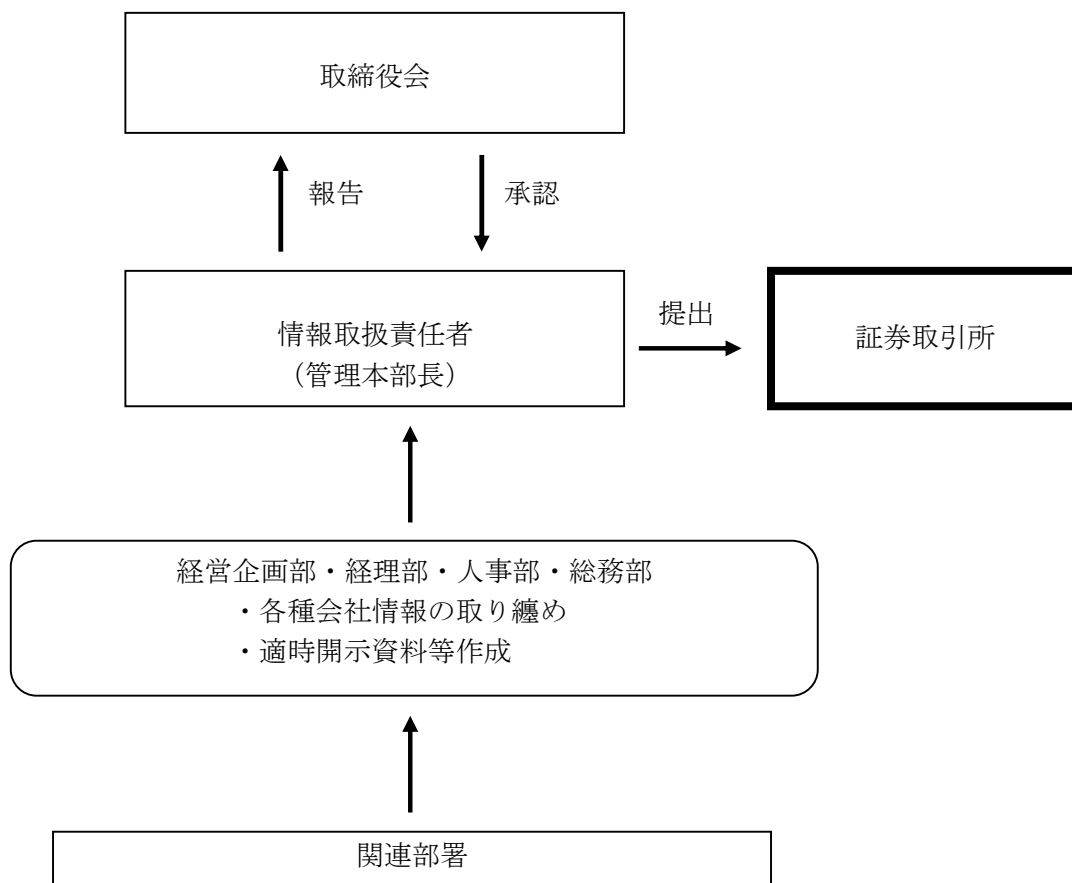 取締役会
報告
承認
情報取扱責任者
（管理本部長）
提出
証券取引所
経営企画部・経理部・人事部・総務部
・各種会社情報の取り纏め
・適時開示資料等作成
関連部署